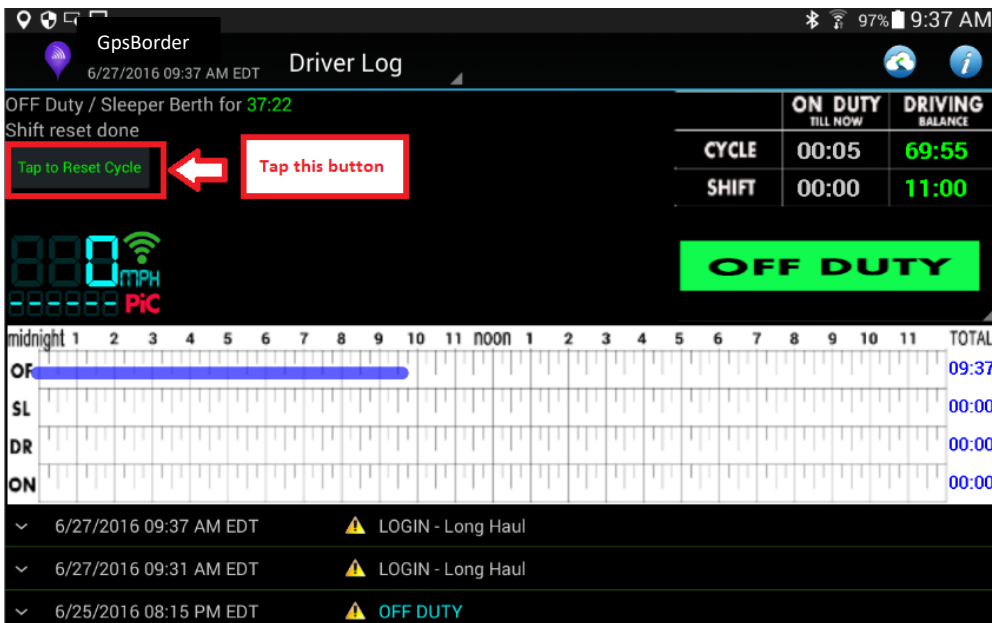 97% 9:37 AM
GpsBorder
6/27/2016 09:37 AM EDT Driver Log
OFF Duty / Sleeper Berth for 37:22
Shift reset done
Tap to Reset Cycle
Tap this button
ON DUTY DRIVING
TILL NOW BALANCE
CYCLE 00:05 69:55
SHIFT 00:00 11:00
0 MPH
------ PiC
OFF DUTY
midnight 1 2 3 4 5 6 7 8 9 10 11 noon 1 2 3 4 5 6 7 8 9 10 11 TOTAL
OF 09:37
SL 00:00
DR 00:00
ON 00:00
6/27/2016 09:37 AM EDT LOGIN - Long Haul
6/27/2016 09:31 AM EDT LOGIN - Long Haul
6/25/2016 08:15 PM EDT OFF DUTY